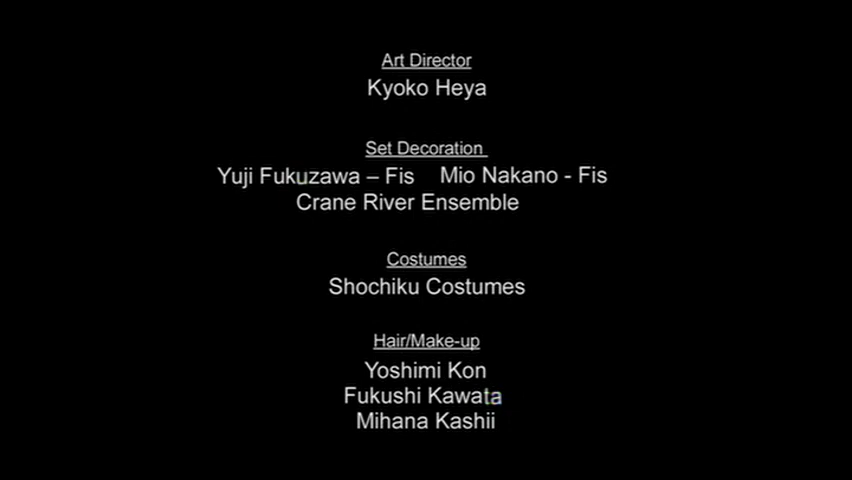 Art Director
Kyoko Heya
Set Decoration
Yuji Fukuzawa – Fis    Mio Nakano - Fis
Crane River Ensemble
Costumes
Shochiku Costumes
Hair/Make-up
Yoshimi Kon
Fukushi Kawata
Mihana Kashii